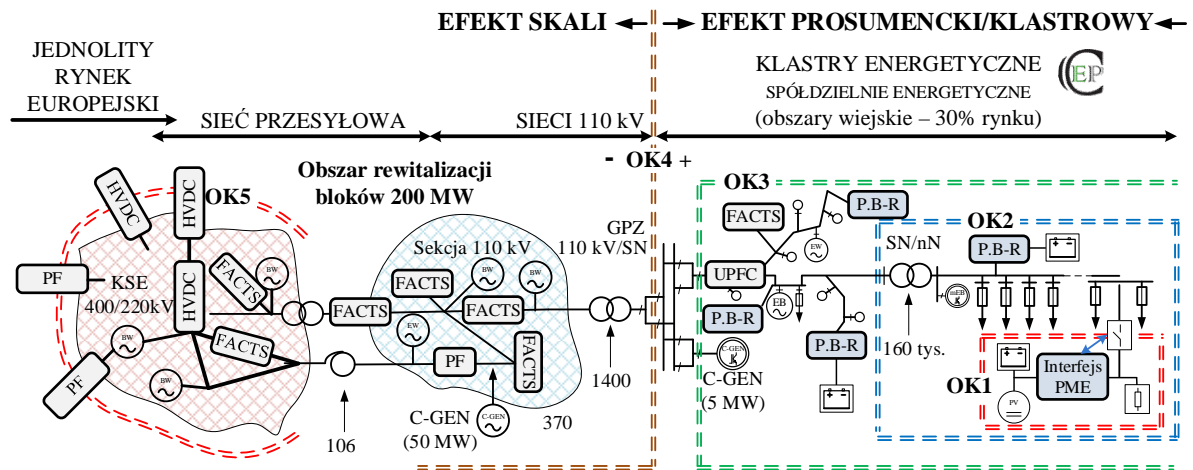 EFEKT SKALI
EFEKT PROSUMENCKI/KLASTROWY
JEDNOLITY
RYNEK
EUROPEJSKI
KLASTRY ENERGETYCZNE
SPÓŁDZIELNIE ENERGETYCZNE
(obszary wiejskie – 30% rynku)
CEP
SIEĆ PRZESYŁOWA
SIECI 110 kV
Obszar rewitalizacji
bloków 200 MW
- OK4 +
OK5
HVDC
HVDC
HVDC
PF
KSE
400/220kV
BW
FACTS
BW
PF
BW
FACTS
106
FACTS
Sekcja 110 kV
FACTS
BW
BW
FACTS
EW
PF
FACTS
C-GEN
C-GEN
(50 MW)
370
1400
GPZ
110 kV/SN
OK3
FACTS
P.B-R
EW
UPFC
P.B-R
EB
P.B-R
C-GEN
C-GEN
(5 MW)
SN/nN
160 tys.
µEB
OK2
P.B-R
OK1
Interfejs
PME
PV